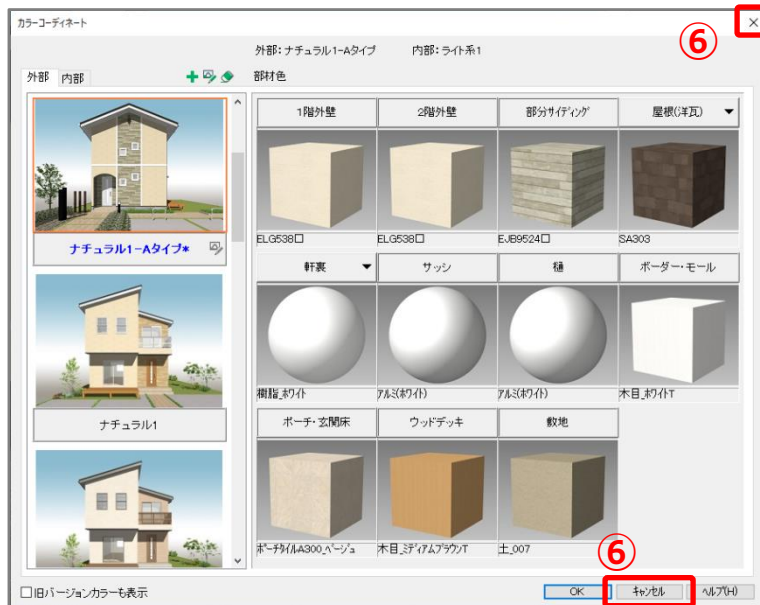 カラーコーディネート
×
⑥
外部: ナチュラル1-Aタイプ 内部: ライト系1
外部 内部
部材色
1階外壁 2階外壁 部分サイディング 屋根(洋瓦)
ELG538□ ELG538□ EJB9524□ SA303
ナチュラル1-Aタイプ*
軒裏 サッシ 樋 ボーダー・モール
樹脂_ホワイト アルミ(ホワイト) アルミ(ホワイト) 木目_ホワイトT
ナチュラル1
ポーチ・玄関床 ウッドデッキ 敷地
ポーチタイルA300_ベージュ 木目_ミディアムブラウンT 土_007
⑥
旧バージョンカラーも表示
OK キャンセル ヘルプ(H)